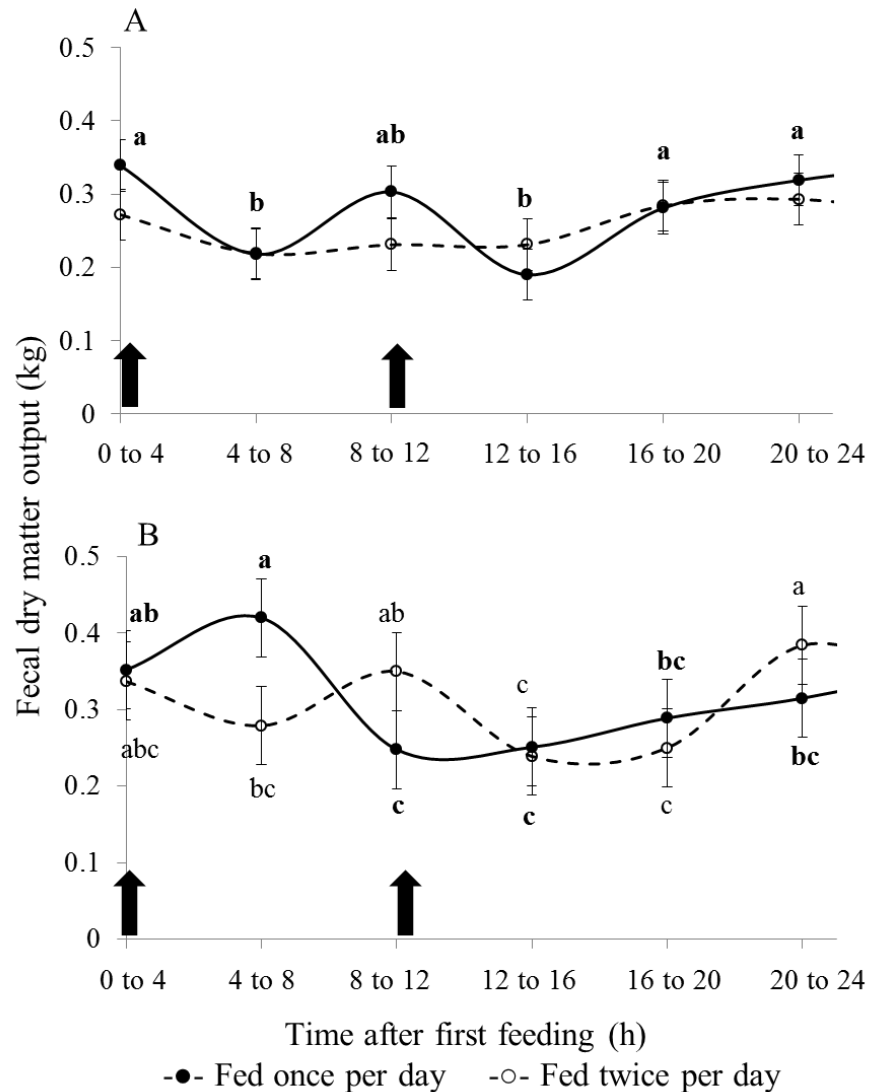 A
0.5
0.4
0.3
0.2
0.1
0
a
b
ab
b
a
a
0 to 4 4 to 8 8 to 12 12 to 16 16 to 20 20 to 24
Fecal dry matter output (kg)
B
0.5
0.4
0.3
0.2
0.1
0
ab
a
ab
c
bc
a
abc
bc
c
c
c
bc
0 to 4 4 to 8 8 to 12 12 to 16 16 to 20 20 to 24
Time after first feeding (h)
Fed once per day Fed twice per day